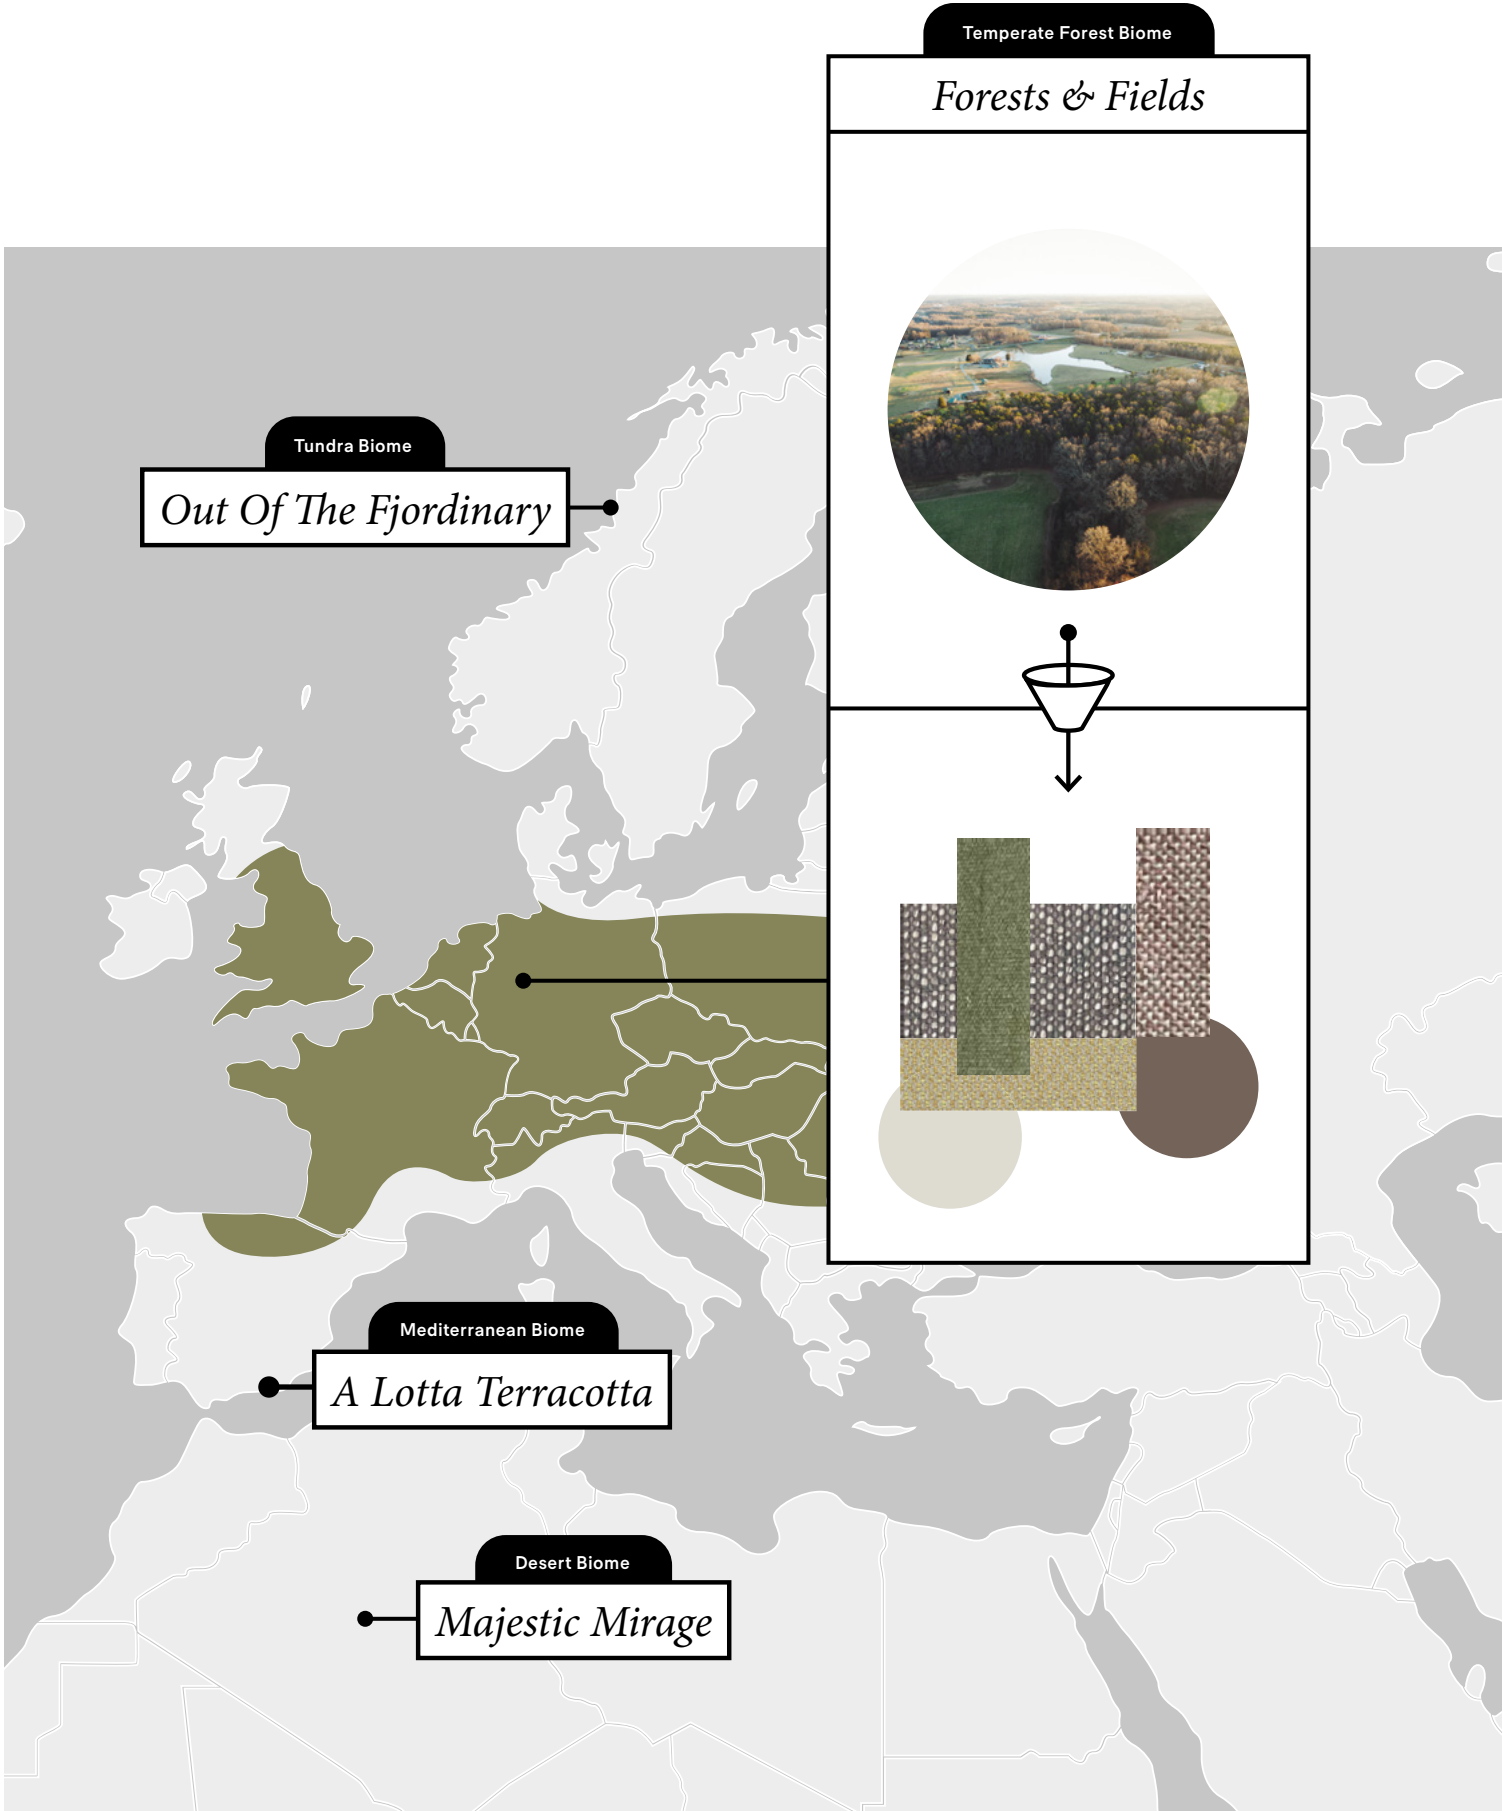 Temperate Forest Biome
Forests & Fields
Tundra Biome
Out Of The Fjordinary
Mediterranean Biome
A Lotta Terracotta
Desert Biome
Majestic Mirage